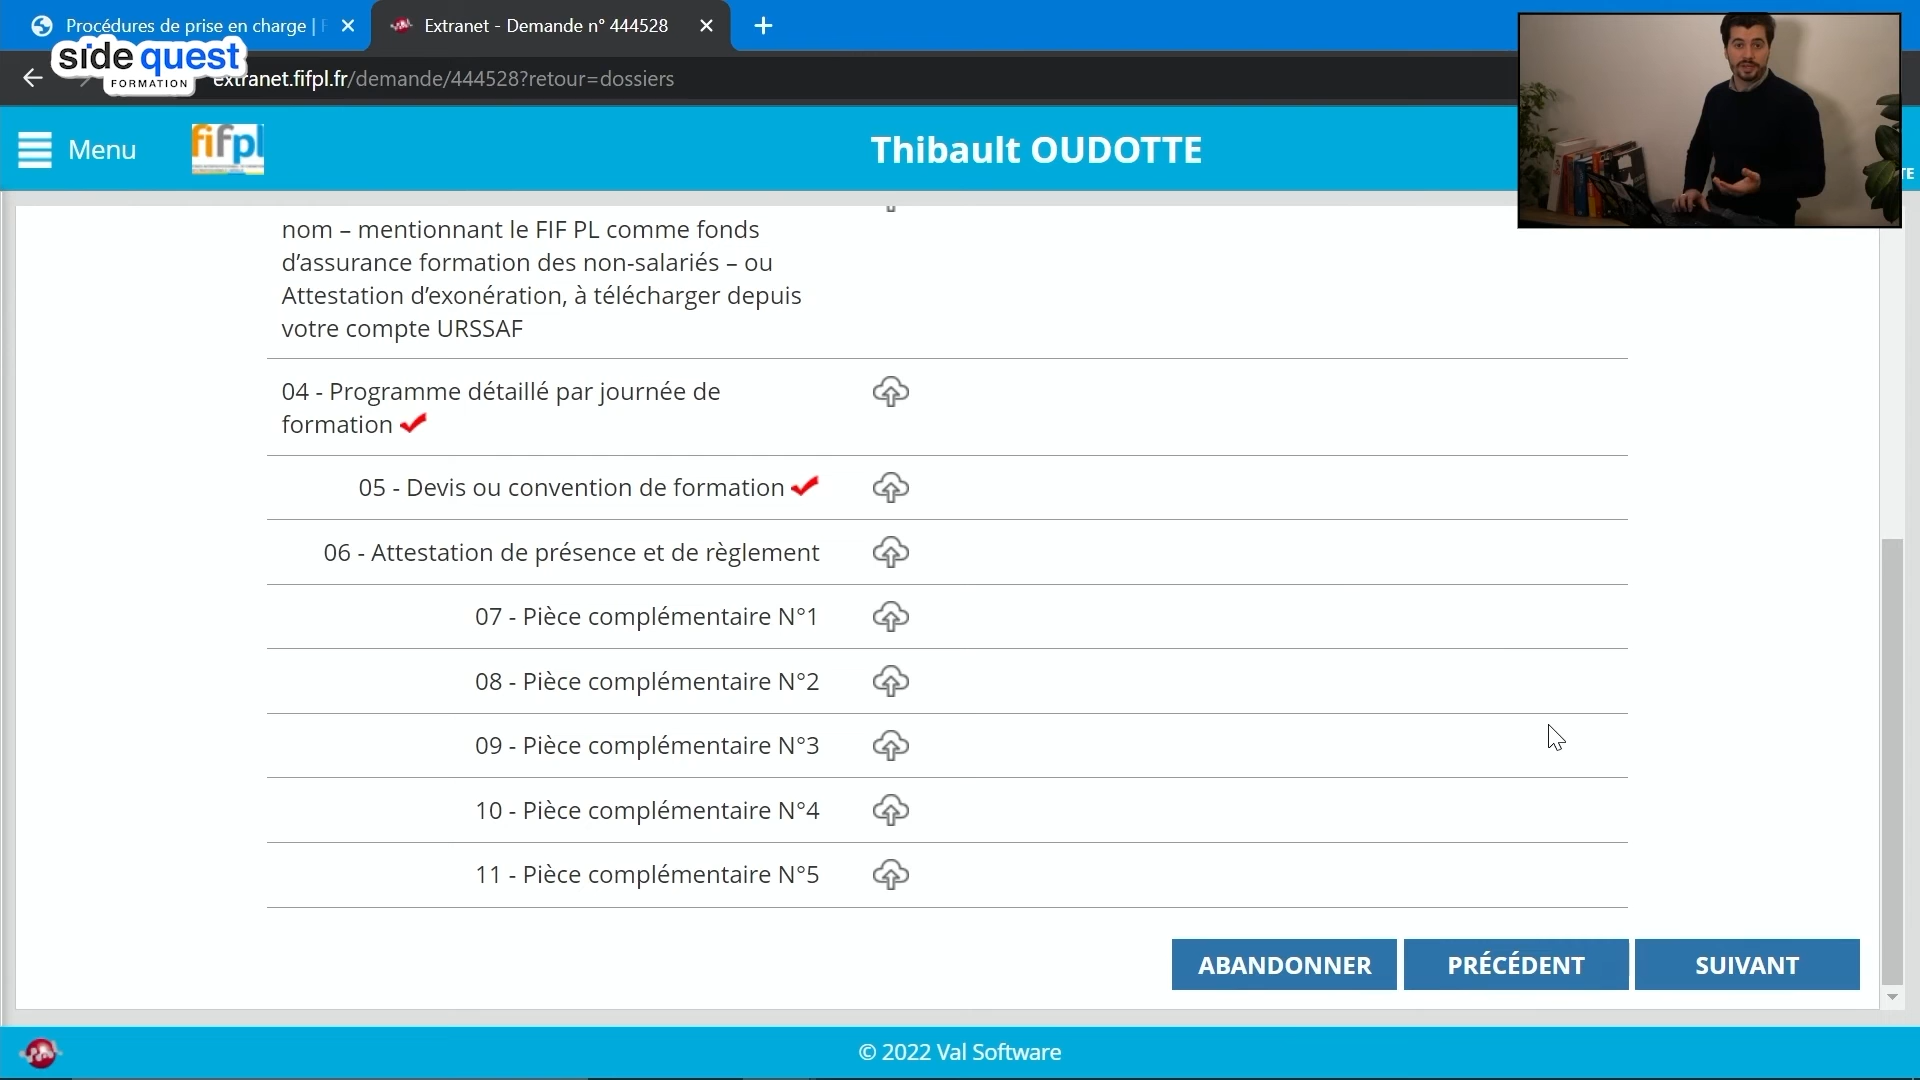 Procédures de prise en charge |
Extranet - Demande n° 444528
side quest
FORMATION
extranet.fifpl.fr/demande/444528?retour=dossiers
Menu
fifpl
Thibault OUDOTTE
TE
nom – mentionnant le FIF PL comme fonds
d’assurance formation des non-salariés – ou
Attestation d’exonération, à télécharger depuis
votre compte URSSAF
04 - Programme détaillé par journée de
formation
05 - Devis ou convention de formation
06 - Attestation de présence et de règlement
07 - Pièce complémentaire N°1
08 - Pièce complémentaire N°2
09 - Pièce complémentaire N°3
10 - Pièce complémentaire N°4
11 - Pièce complémentaire N°5
ABANDONNER
PRÉCÉDENT
SUIVANT
© 2022 Val Software